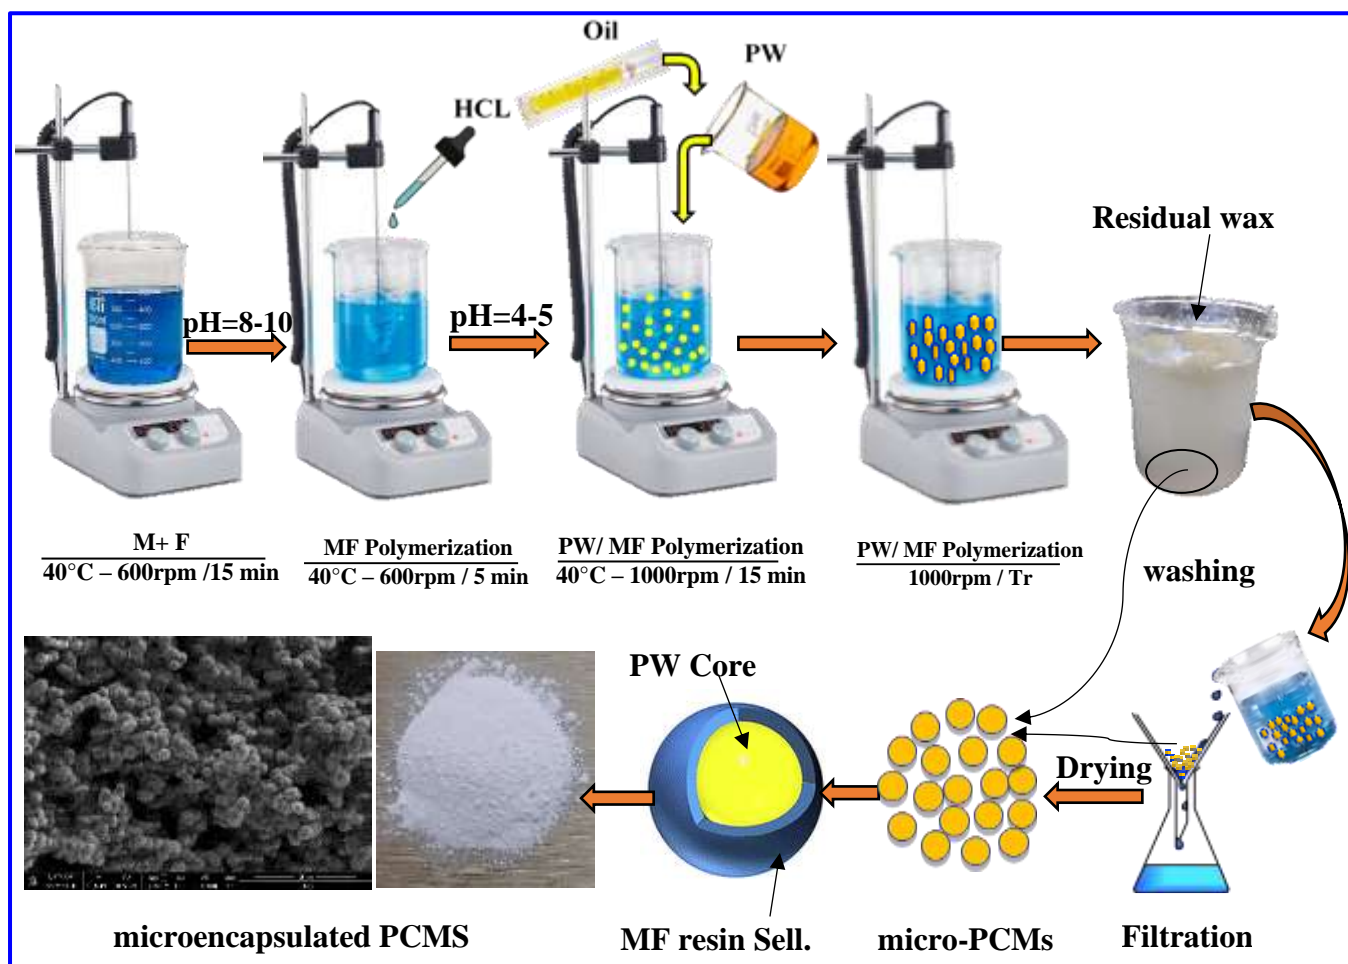 Oil
PW
HCL
pH=8-10
pH=4-5
Residual wax
M+ F
40°C – 600rpm /15 min
MF Polymerization
40°C – 600rpm / 5 min
PW/ MF Polymerization
40°C – 1000rpm / 15 min
PW/ MF Polymerization
1000rpm / Tr
washing
PW Core
Drying
microencapsulated PCMS
MF resin Sell.
micro-PCMs
Filtration